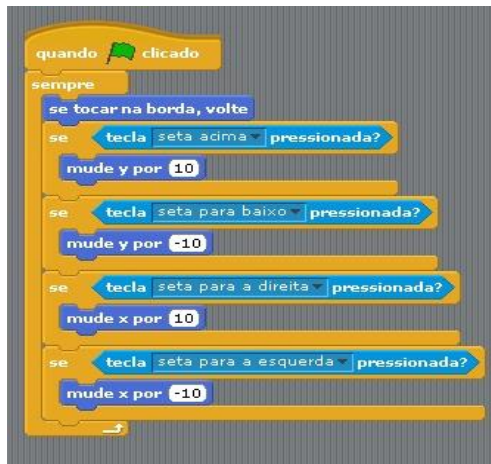 quando clicado
sempre
se tocar na borda, volte
se tecla seta acima pressionada?
mude y por 10
se tecla seta para baixo pressionada?
mude y por -10
se tecla seta para a direita pressionada?
mude x por 10
se tecla seta para a esquerda pressionada?
mude x por -10